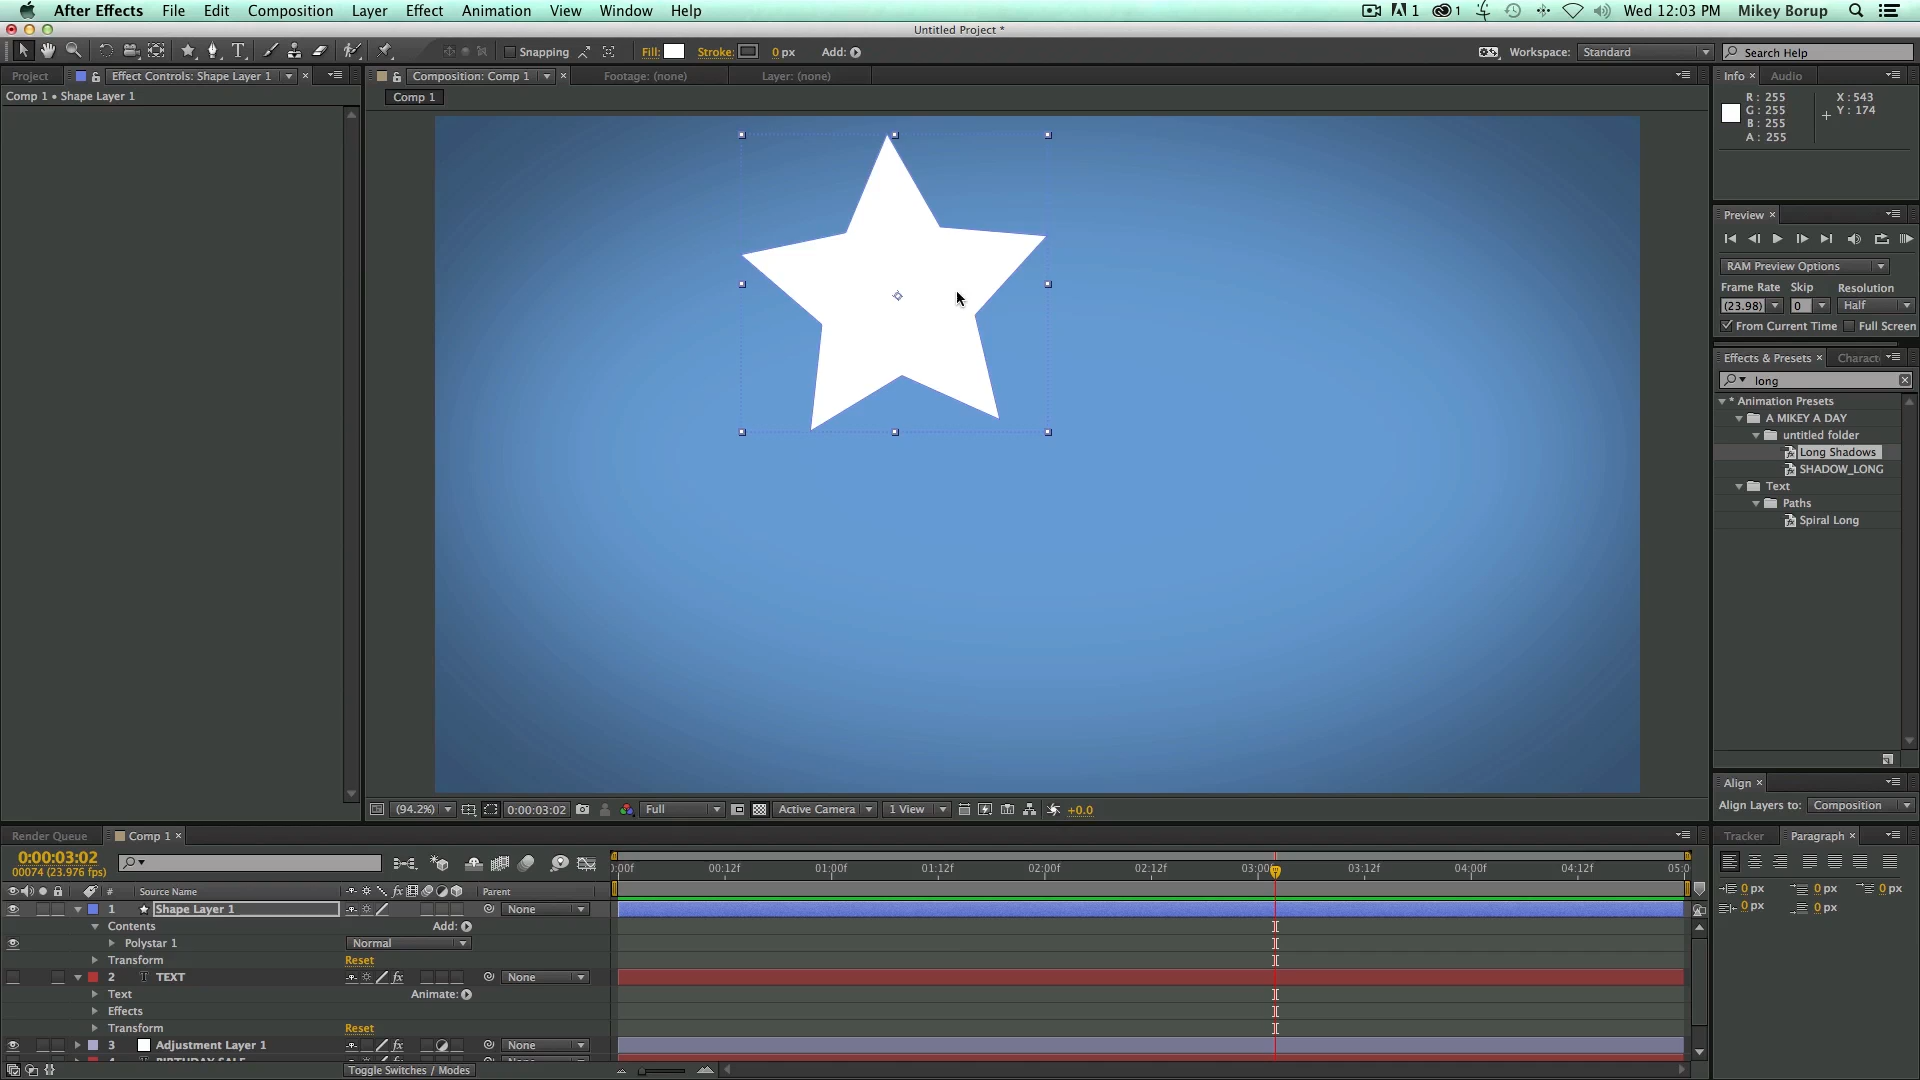 After Effects File Edit Composition Layer Effect Animation View Window Help 1 1 Wed 12:03 PM Mikey Borup
Untitled Project *
T Snapping Fill: Stroke: 0 px Add: Workspace: Standard Search Help
Project Effect Controls: Shape Layer 1 Composition: Comp 1 Footage: (none) Layer: (none) Info Audio
Comp 1 • Shape Layer 1 Comp 1
R: 255 X: 543
G: 255 Y: 174
B: 255
A: 255
Preview
RAM Preview Options
Frame Rate Skip Resolution
(23.98) 0 Half
From Current Time Full Screen
Effects & Presets Charact
long
* Animation Presets
A MIKEY A DAY
untitled folder
Long Shadows
SHADOW_LONG
Text
Paths
Spiral Long
Align
Align Layers to: Composition
(94.2%) 0:00:03:02 Full Active Camera 1 View +0.0
Render Queue Comp 1 Tracker Paragraph
0:00:03:02
00074 (23.976 fps)
:00f 00:12f 01:00f 01:12f 02:00f 02:12f 03:00f 03:12f 04:00f 04:12f 05:0
# Source Name fx Parent
0 px 0 px 0 px
0 px 0 px
1 Shape Layer 1 None
Contents Add:
Polystar 1 Normal
Transform Reset
2 T TEXT fx None
Text Animate:
Effects
Transform Reset
3 Adjustment Layer 1 fx None
Toggle Switches / Modes